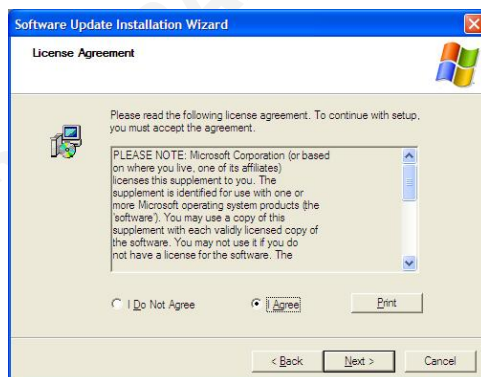 Software Update Installation Wizard
License Agreement
Please read the following license agreement. To continue with setup,
you must accept the agreement.
PLEASE NOTE: Microsoft Corporation (or based
on where you live, one of its affiliates)
licenses this supplement to you. The
supplement is identified for use with one or
more Microsoft operating system products (the
'software'). You may use a copy of this
supplement with each validly licensed copy of
the software. You may not use it if you do
not have a license for the software. The
I Do Not Agree
I Agree
Print
< Back
Next >
Cancel